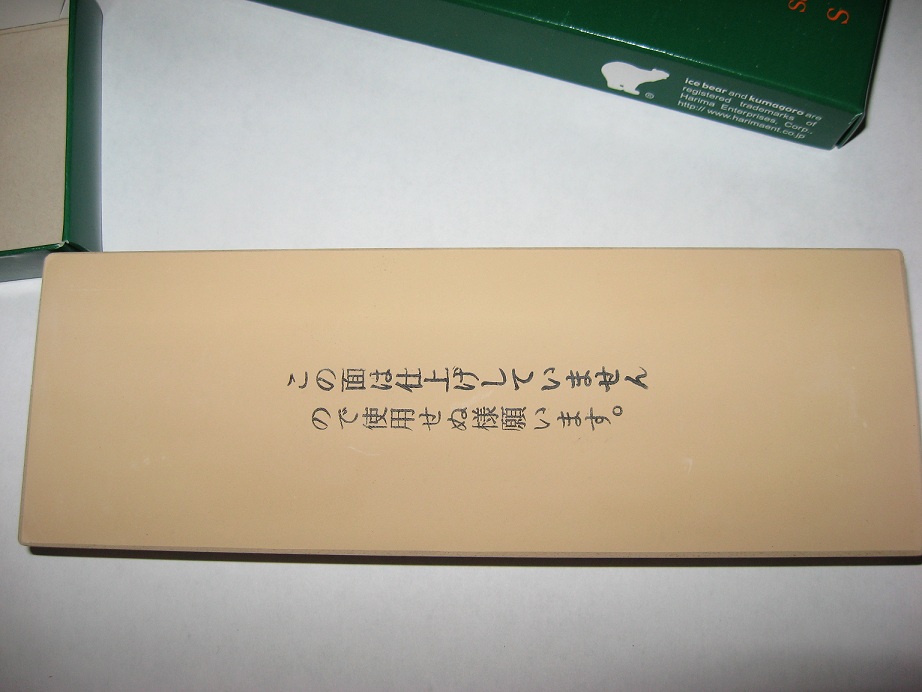 この面は仕上げしていません
ので使用せぬ様願います。
ice bear and kumagoro are
registered trademarks of
Harima Enterprises, Corp.,
http://www.harimaent.co.jp
®
S
S